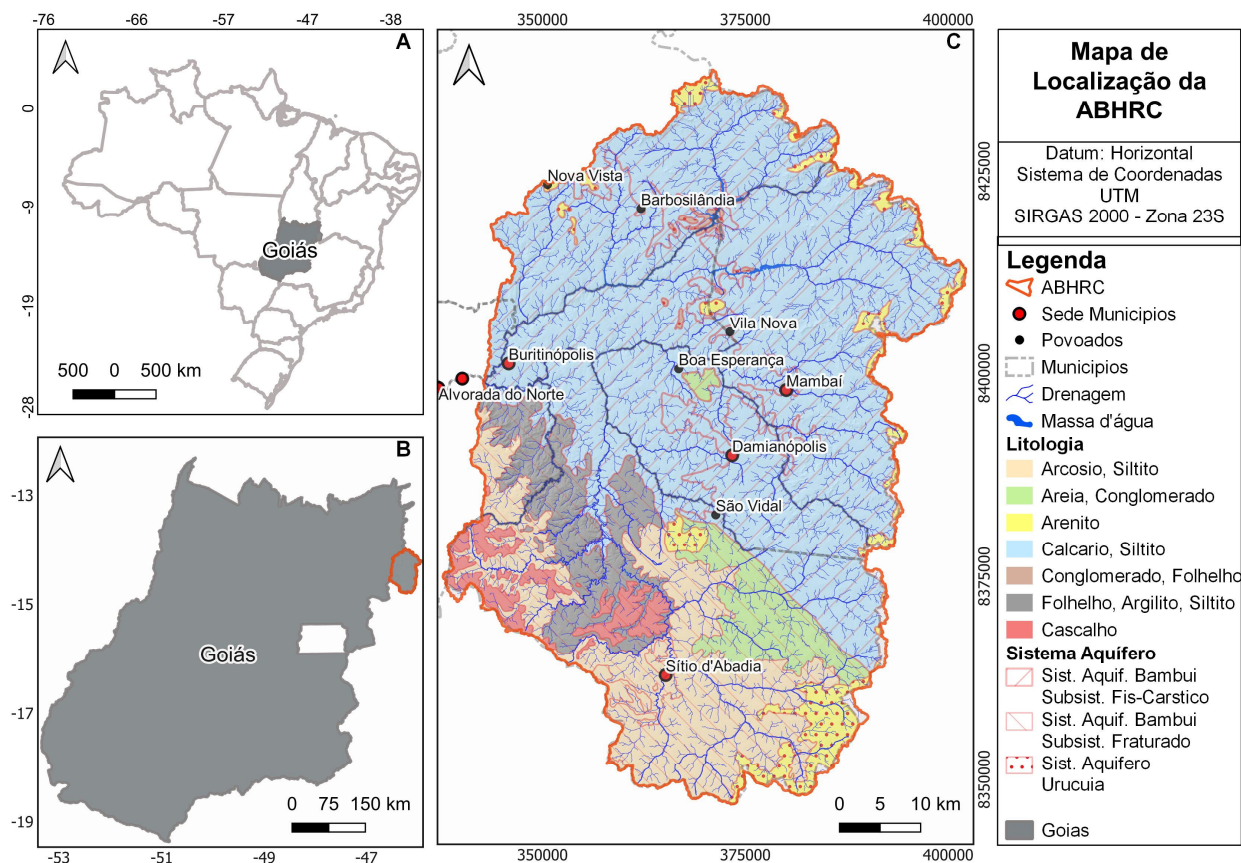 -76
-66
-57
-47
-38
A
0
-9
-19
-28
Goiás
500 0 500 km
B
-13
-15
-17
-19
Goiás
0 75 150 km
-53
-51
-49
-47
350000
375000
400000
C
Nova Vista
Barbosilândia
Vila Nova
Buritinópolis
Boa Esperança
Mambaí
Alvorada do Norte
Damianópolis
São Vidal
Sítio d'Abadia
0 5 10 km
350000
375000
400000
8425000
8400000
8375000
8350000
Mapa de
Localização da
ABHRC
Datum: Horizontal
Sistema de Coordenadas
UTM
SIRGAS 2000 - Zona 23S
Legenda
ABHRC
Sede Municipios
Povoados
Municipios
Drenagem
Massa d'água
Litologia
Arcosio, Siltito
Areia, Conglomerado
Arenito
Calcario, Siltito
Conglomerado, Folhelho
Folhelho, Argilito, Siltito
Cascalho
Sistema Aquífero
Sist. Aquif. Bambui
Subsist. Fis-Carstico
Sist. Aquif. Bambui
Subsist. Fraturado
Sist. Aquifero
Urucuia
Goias